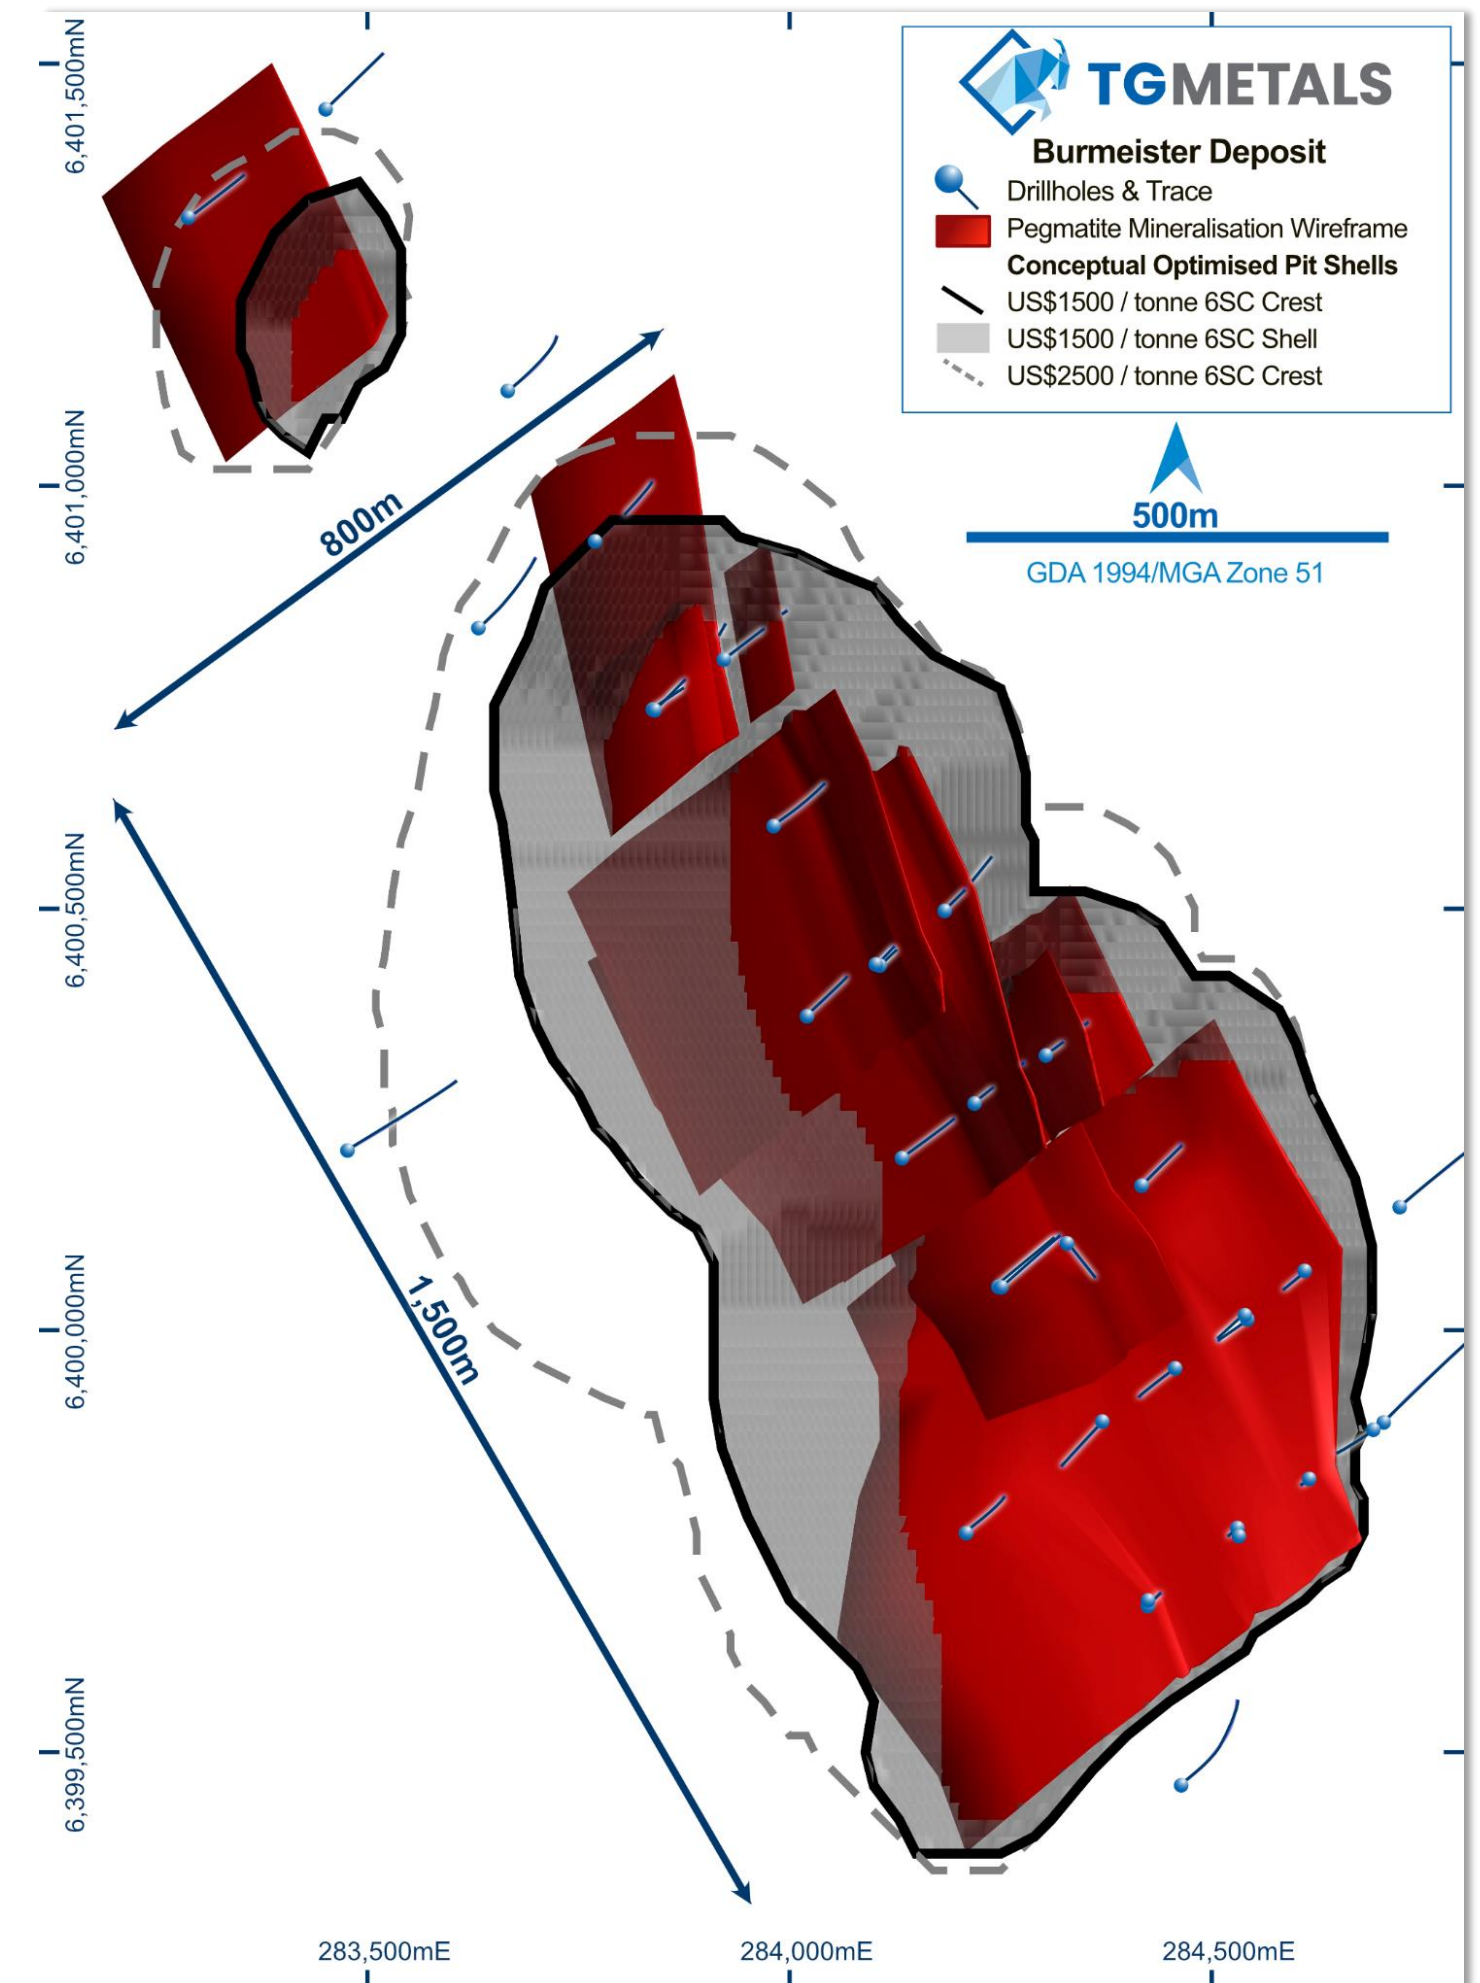 TGMETALS
Burmeister Deposit
Drillholes & Trace
Pegmatite Mineralisation Wireframe
Conceptual Optimised Pit Shells
US$1500 / tonne 6SC Crest
US$1500 / tonne 6SC Shell
US$2500 / tonne 6SC Crest
500m
GDA 1994/MGA Zone 51
6,401,500mN
6,401,000mN
6,400,500mN
6,400,000mN
6,399,500mN
800m
1,500m
283,500mE
284,000mE
284,500mE